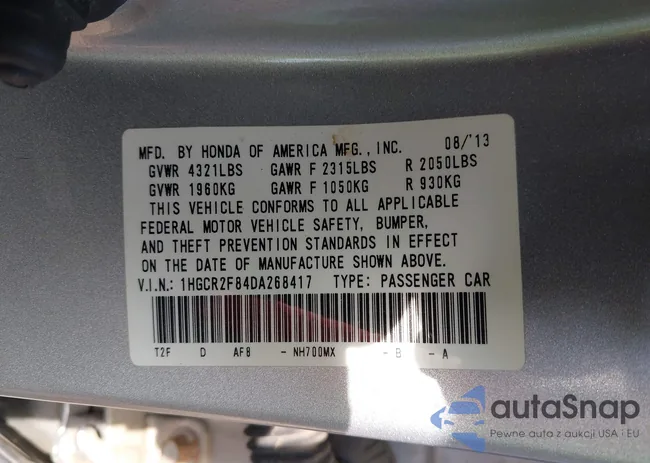 MFD. BY HONDA OF AMERICA MFG., INC. 08/'13
GVWR 4321LBS GAWR F 2315LBS R 2050LBS
GVWR 1960KG GAWR F 1050KG R 930KG
THIS VEHICLE CONFORMS TO ALL APPLICABLE
FEDERAL MOTOR VEHICLE SAFETY, BUMPER,
AND THEFT PREVENTION STANDARDS IN EFFECT
ON THE DATE OF MANUFACTURE SHOWN ABOVE.
V.I.N.: 1HGCR2F84DA268417 TYPE: PASSENGER CAR
T2F D AF8 - NH700MX - B - A
autaSnap
Pewne auta z aukcji USA i EU